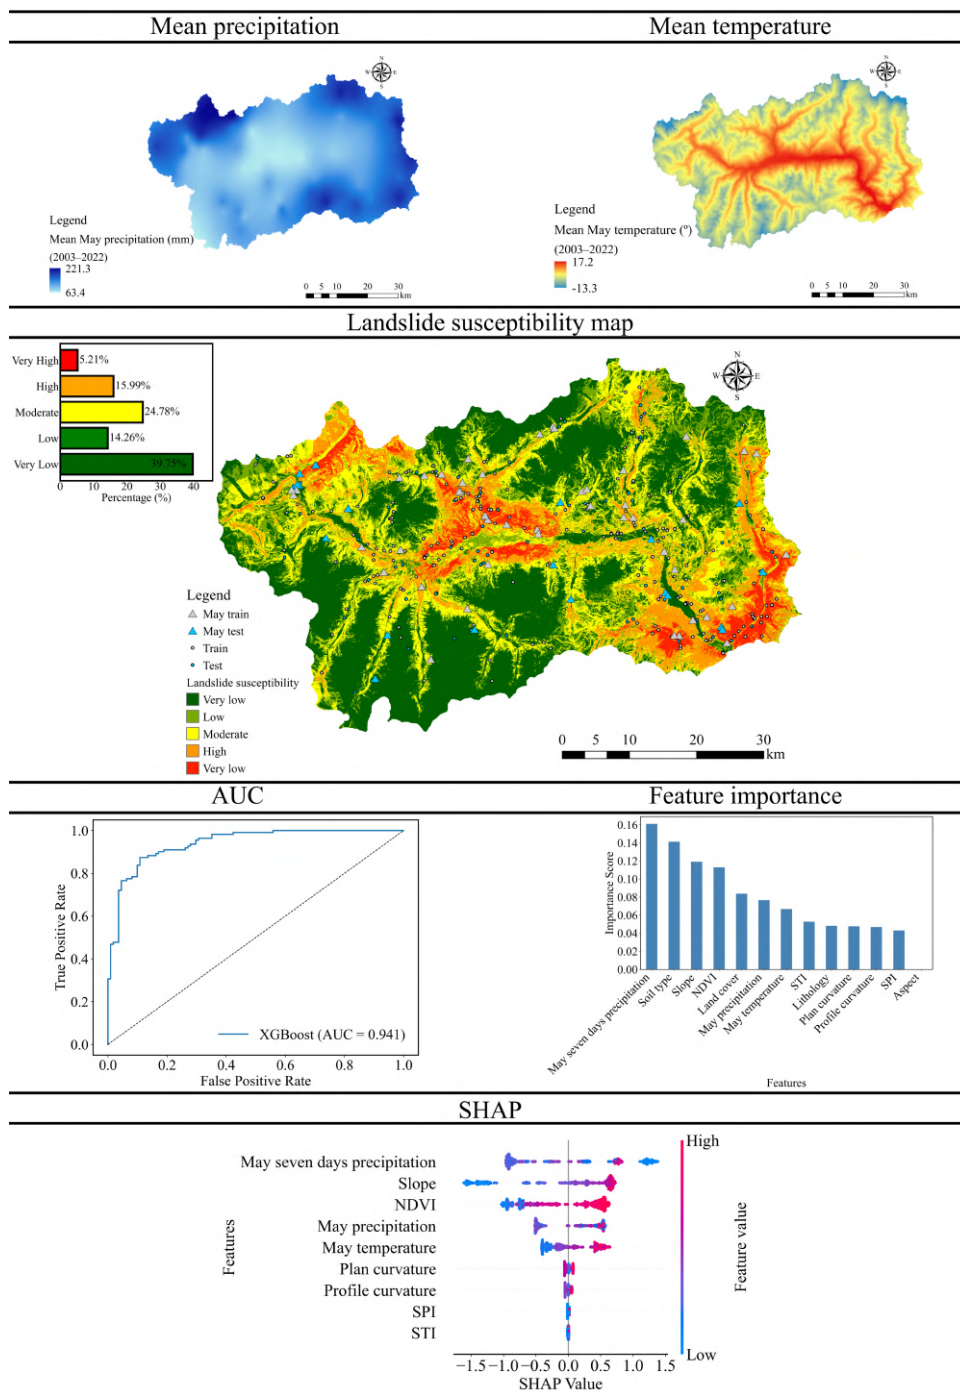 Mean precipitation
Mean temperature
N
W E
S
N
W E
S
Legend
Mean May precipitation (mm)
(2003–2022)
221.3
63.4
0 5 10 20 30
km
Legend
Mean May temperature (º)
(2003–2022)
17.2
-13.3
0 5 10 20 30
km
Landslide susceptibility map
Very High 5.21%
High 15.99%
Moderate 24.78%
Low 14.26%
Very Low 39.75%
0 10 20 30 40
Percentage (%)
N
W E
S
Legend
May train
May test
Train
Test
Landslide susceptibility
Very low
Low
Moderate
High
Very low
0 5 10 20 30
km
AUC
Feature importance
True Positive Rate
1.0
0.8
0.6
0.4
0.2
0.0
XGBoost (AUC = 0.941)
0.0 0.2 0.4 0.6 0.8 1.0
False Positive Rate
Importance Score
0.16
0.14
0.12
0.10
0.08
0.06
0.04
0.02
0.00
May seven days precipitation
Soil type
Slope
NDVI
Land cover
May precipitation
May temperature
STI
Lithology
Plan curvature
Profile curvature
SPI
Aspect
Features
SHAP
Features
May seven days precipitation
Slope
NDVI
May precipitation
May temperature
Plan curvature
Profile curvature
SPI
STI
−1.5 −1.0 −0.5 0.0 0.5 1.0 1.5
SHAP Value
High
Feature value
Low